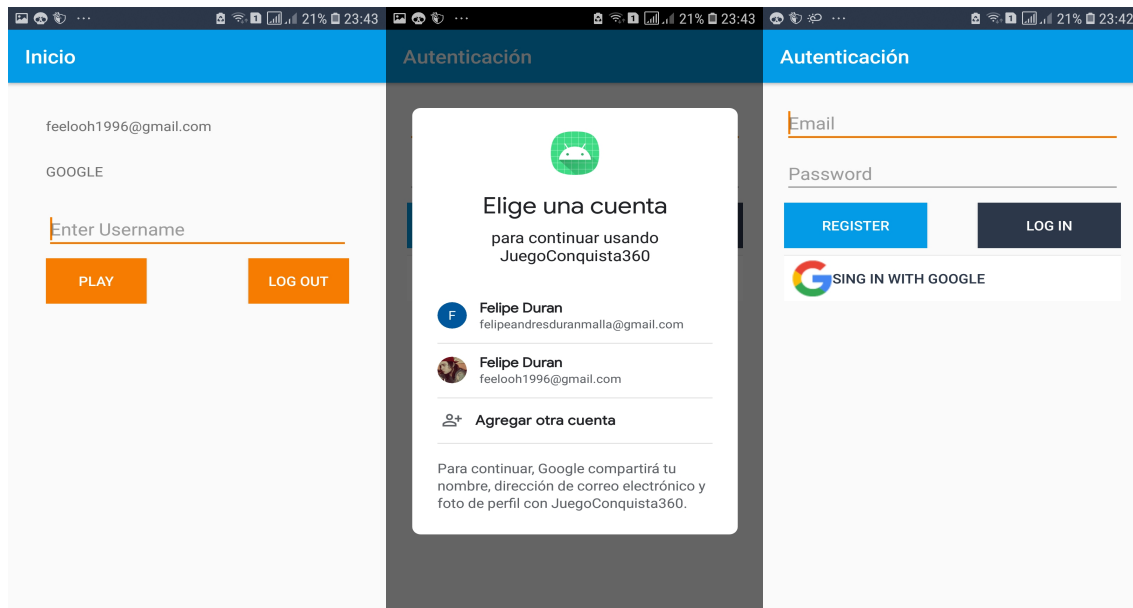 21% 23:43
Inicio
feelooh1996@gmail.com
GOOGLE
Enter Username
PLAY
LOG OUT
21% 23:43
Autenticación
Elige una cuenta
para continuar usando
JuegoConquista360
F
Felipe Duran
felipeandresduranmalla@gmail.com
Felipe Duran
feelooh1996@gmail.com
Agregar otra cuenta
Para continuar, Google compartirá tu
nombre, dirección de correo electrónico y
foto de perfil con JuegoConquista360.
21% 23:42
Autenticación
Email
Password
REGISTER
LOG IN
SING IN WITH GOOGLE